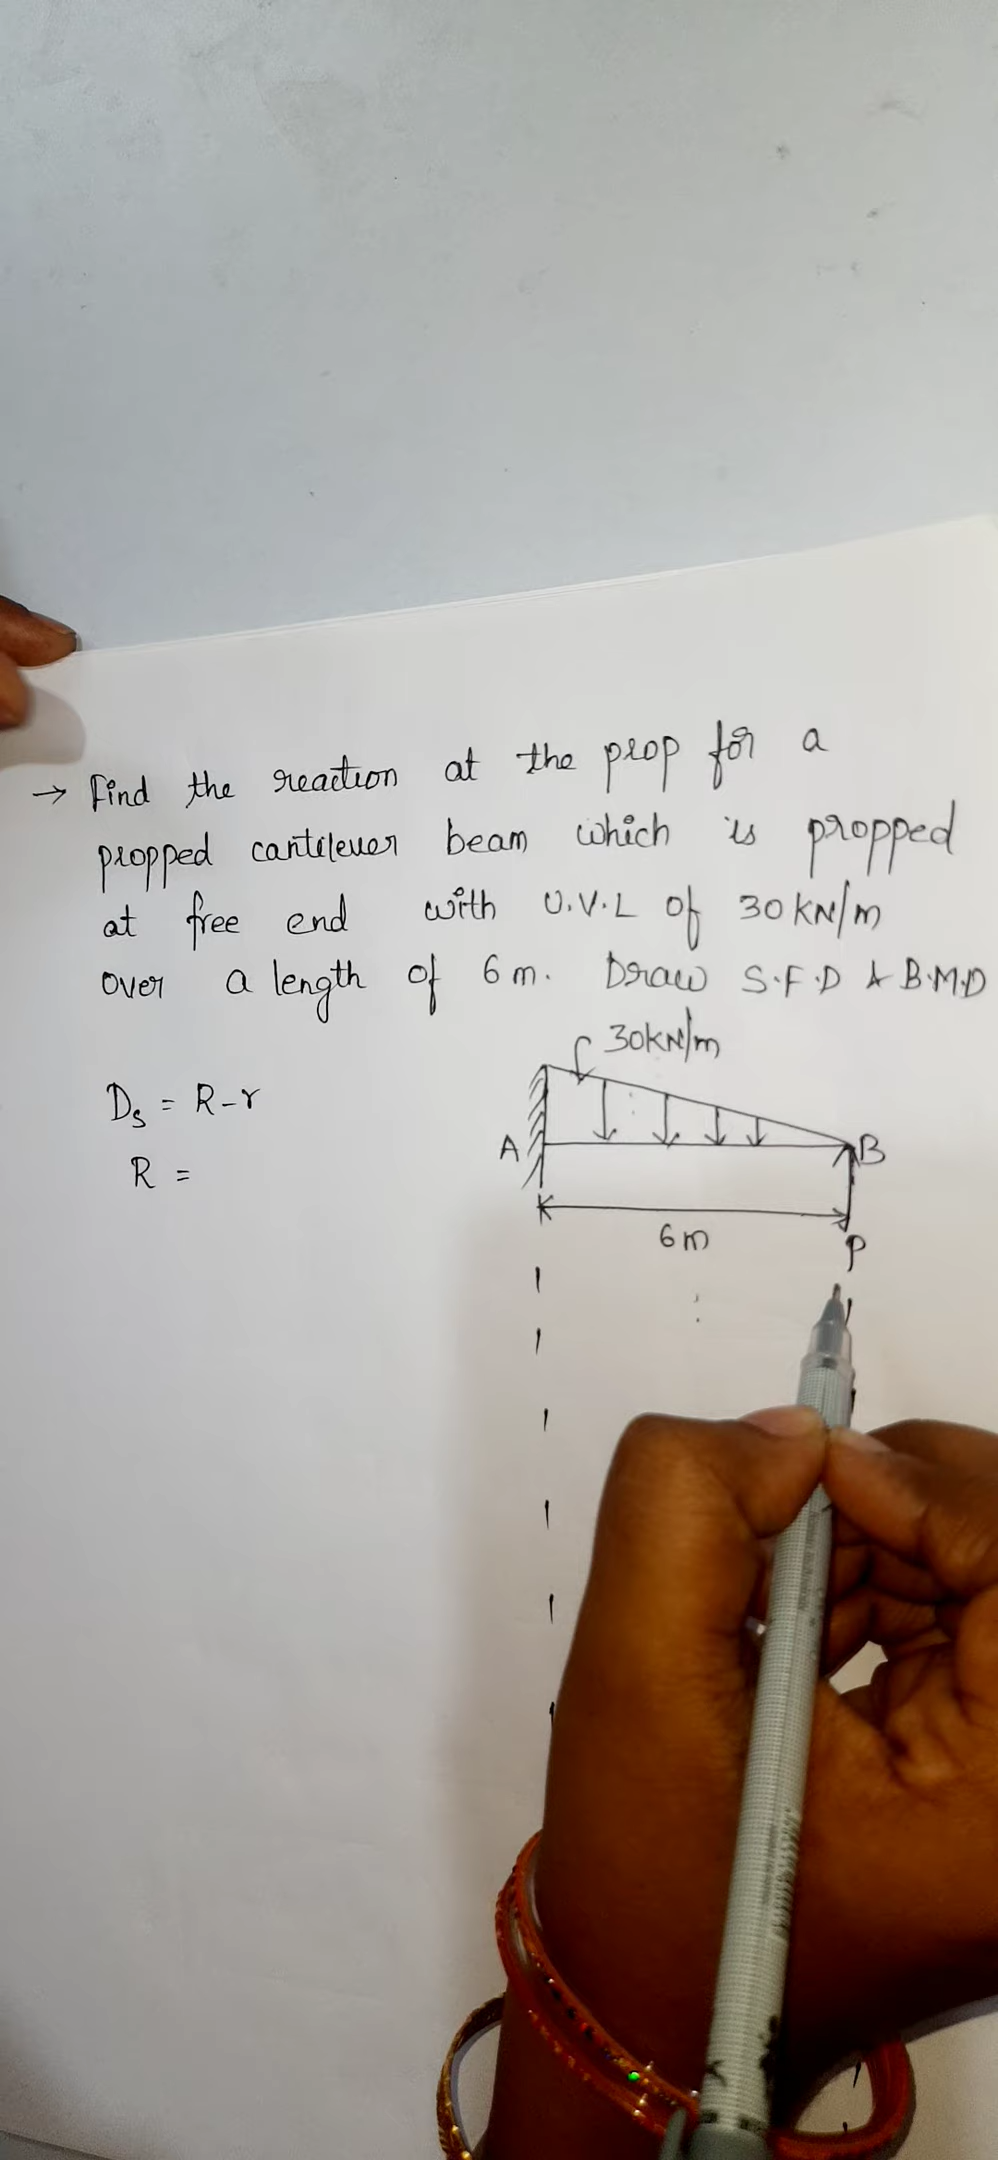 → Find the reaction at the prop for a
propped cantilever beam which is propped
at free end with U.V.L of 30 kN/m
over a length of 6 m. Draw S.F.D & B.M.D
30kN/m
Ds = R-r
R =
A
B
6m
P